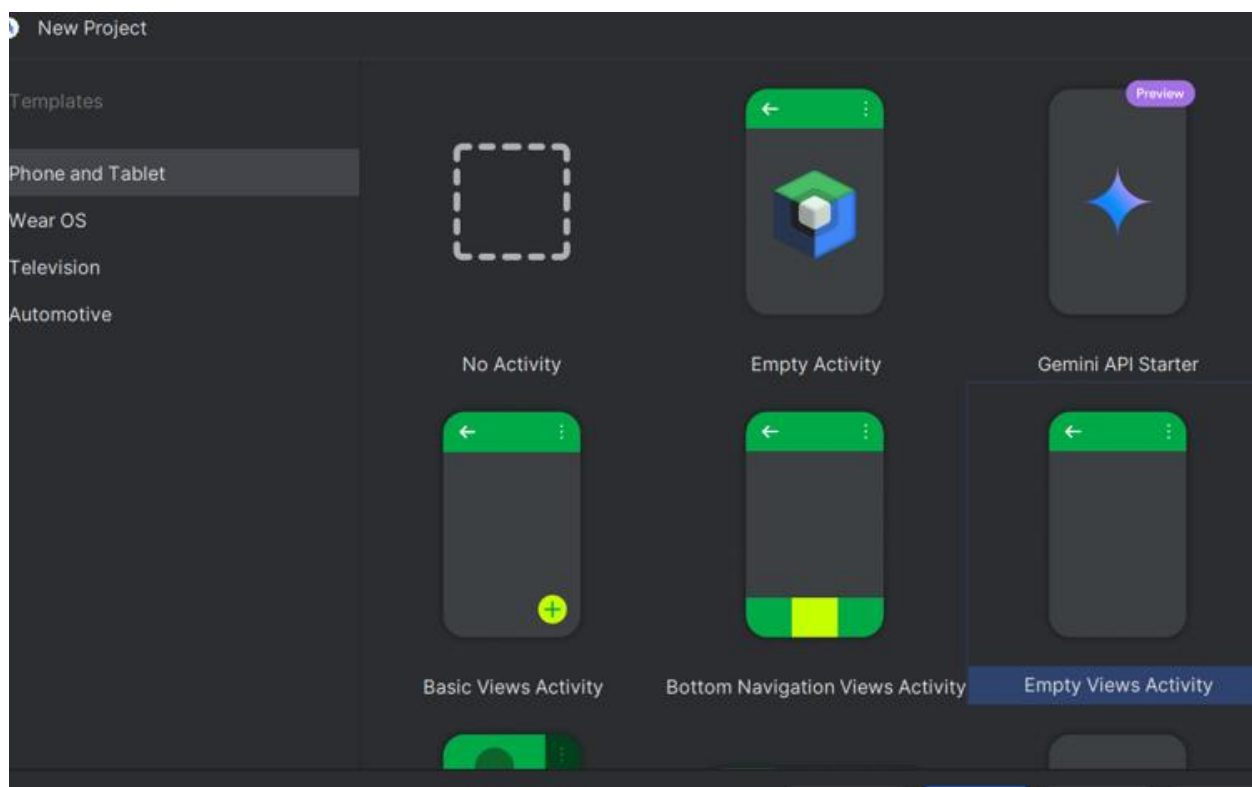 New Project
Templates
Phone and Tablet
Wear OS
Television
Automotive
Preview
No Activity
Empty Activity
Gemini API Starter
Basic Views Activity
Bottom Navigation Views Activity
Empty Views Activity